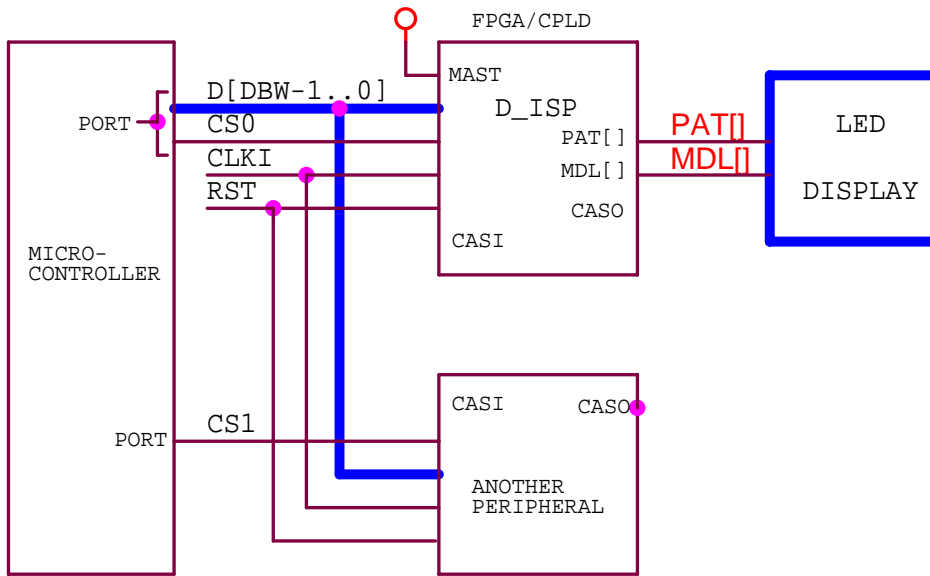 FPGA/CPLD
MAST
D[DBW-1..0]
D_ISP
PORT
CS0
PAT[]
PAT[]
LED
CLKI
MDL[]
MDL[]
RST
DISPLAY
CASO
CASI
MICRO-
CONTROLLER
CASI
CASO
PORT
CS1
ANOTHER
PERIPHERAL